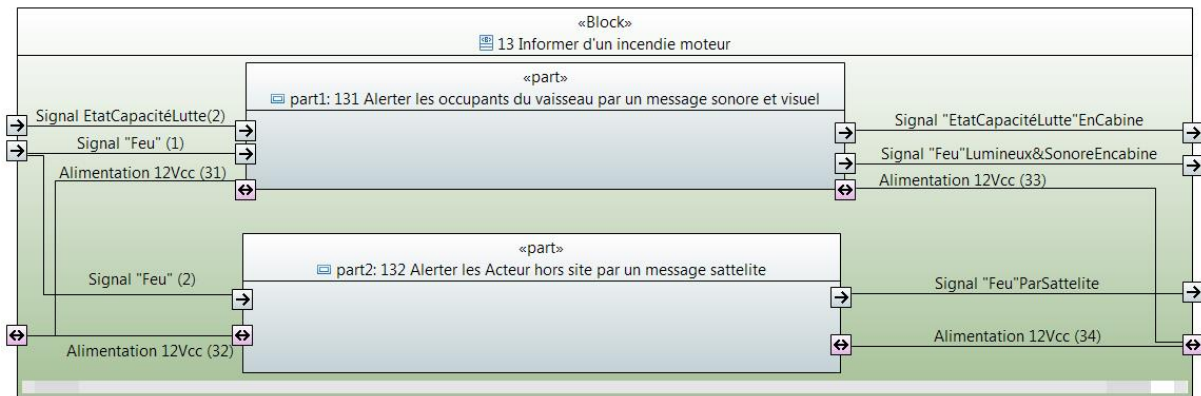 «Block»
13 Informer d'un incendie moteur
«part»
part1: 131 Alerter les occupants du vaisseau par un message sonore et visuel
Signal EtatCapacitéLutte(2)
Signal "EtatCapacitéLutte"EnCabine
Signal "Feu" (1)
Signal "Feu"Lumineux&SonoreEncabine
Alimentation 12Vcc (31)
Alimentation 12Vcc (33)
«part»
part2: 132 Alerter les Acteur hors site par un message sattelite
Signal "Feu" (2)
Signal "Feu"ParSattelite
Alimentation 12Vcc (32)
Alimentation 12Vcc (34)